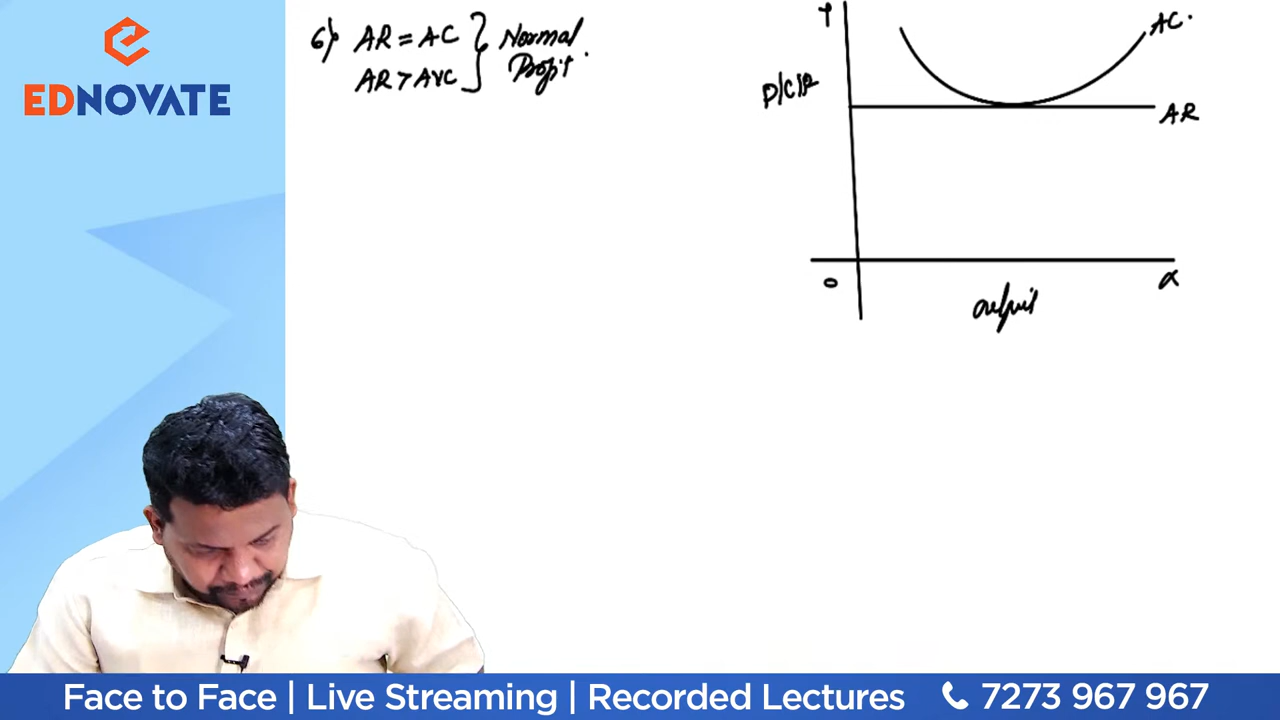 EDNOVATE
6) AR = AC } Normal
AR > AVC } Profit.
Y
P/C/R
AC.
AR
O
X
output
Face to Face | Live Streaming | Recorded Lectures 7273 967 967